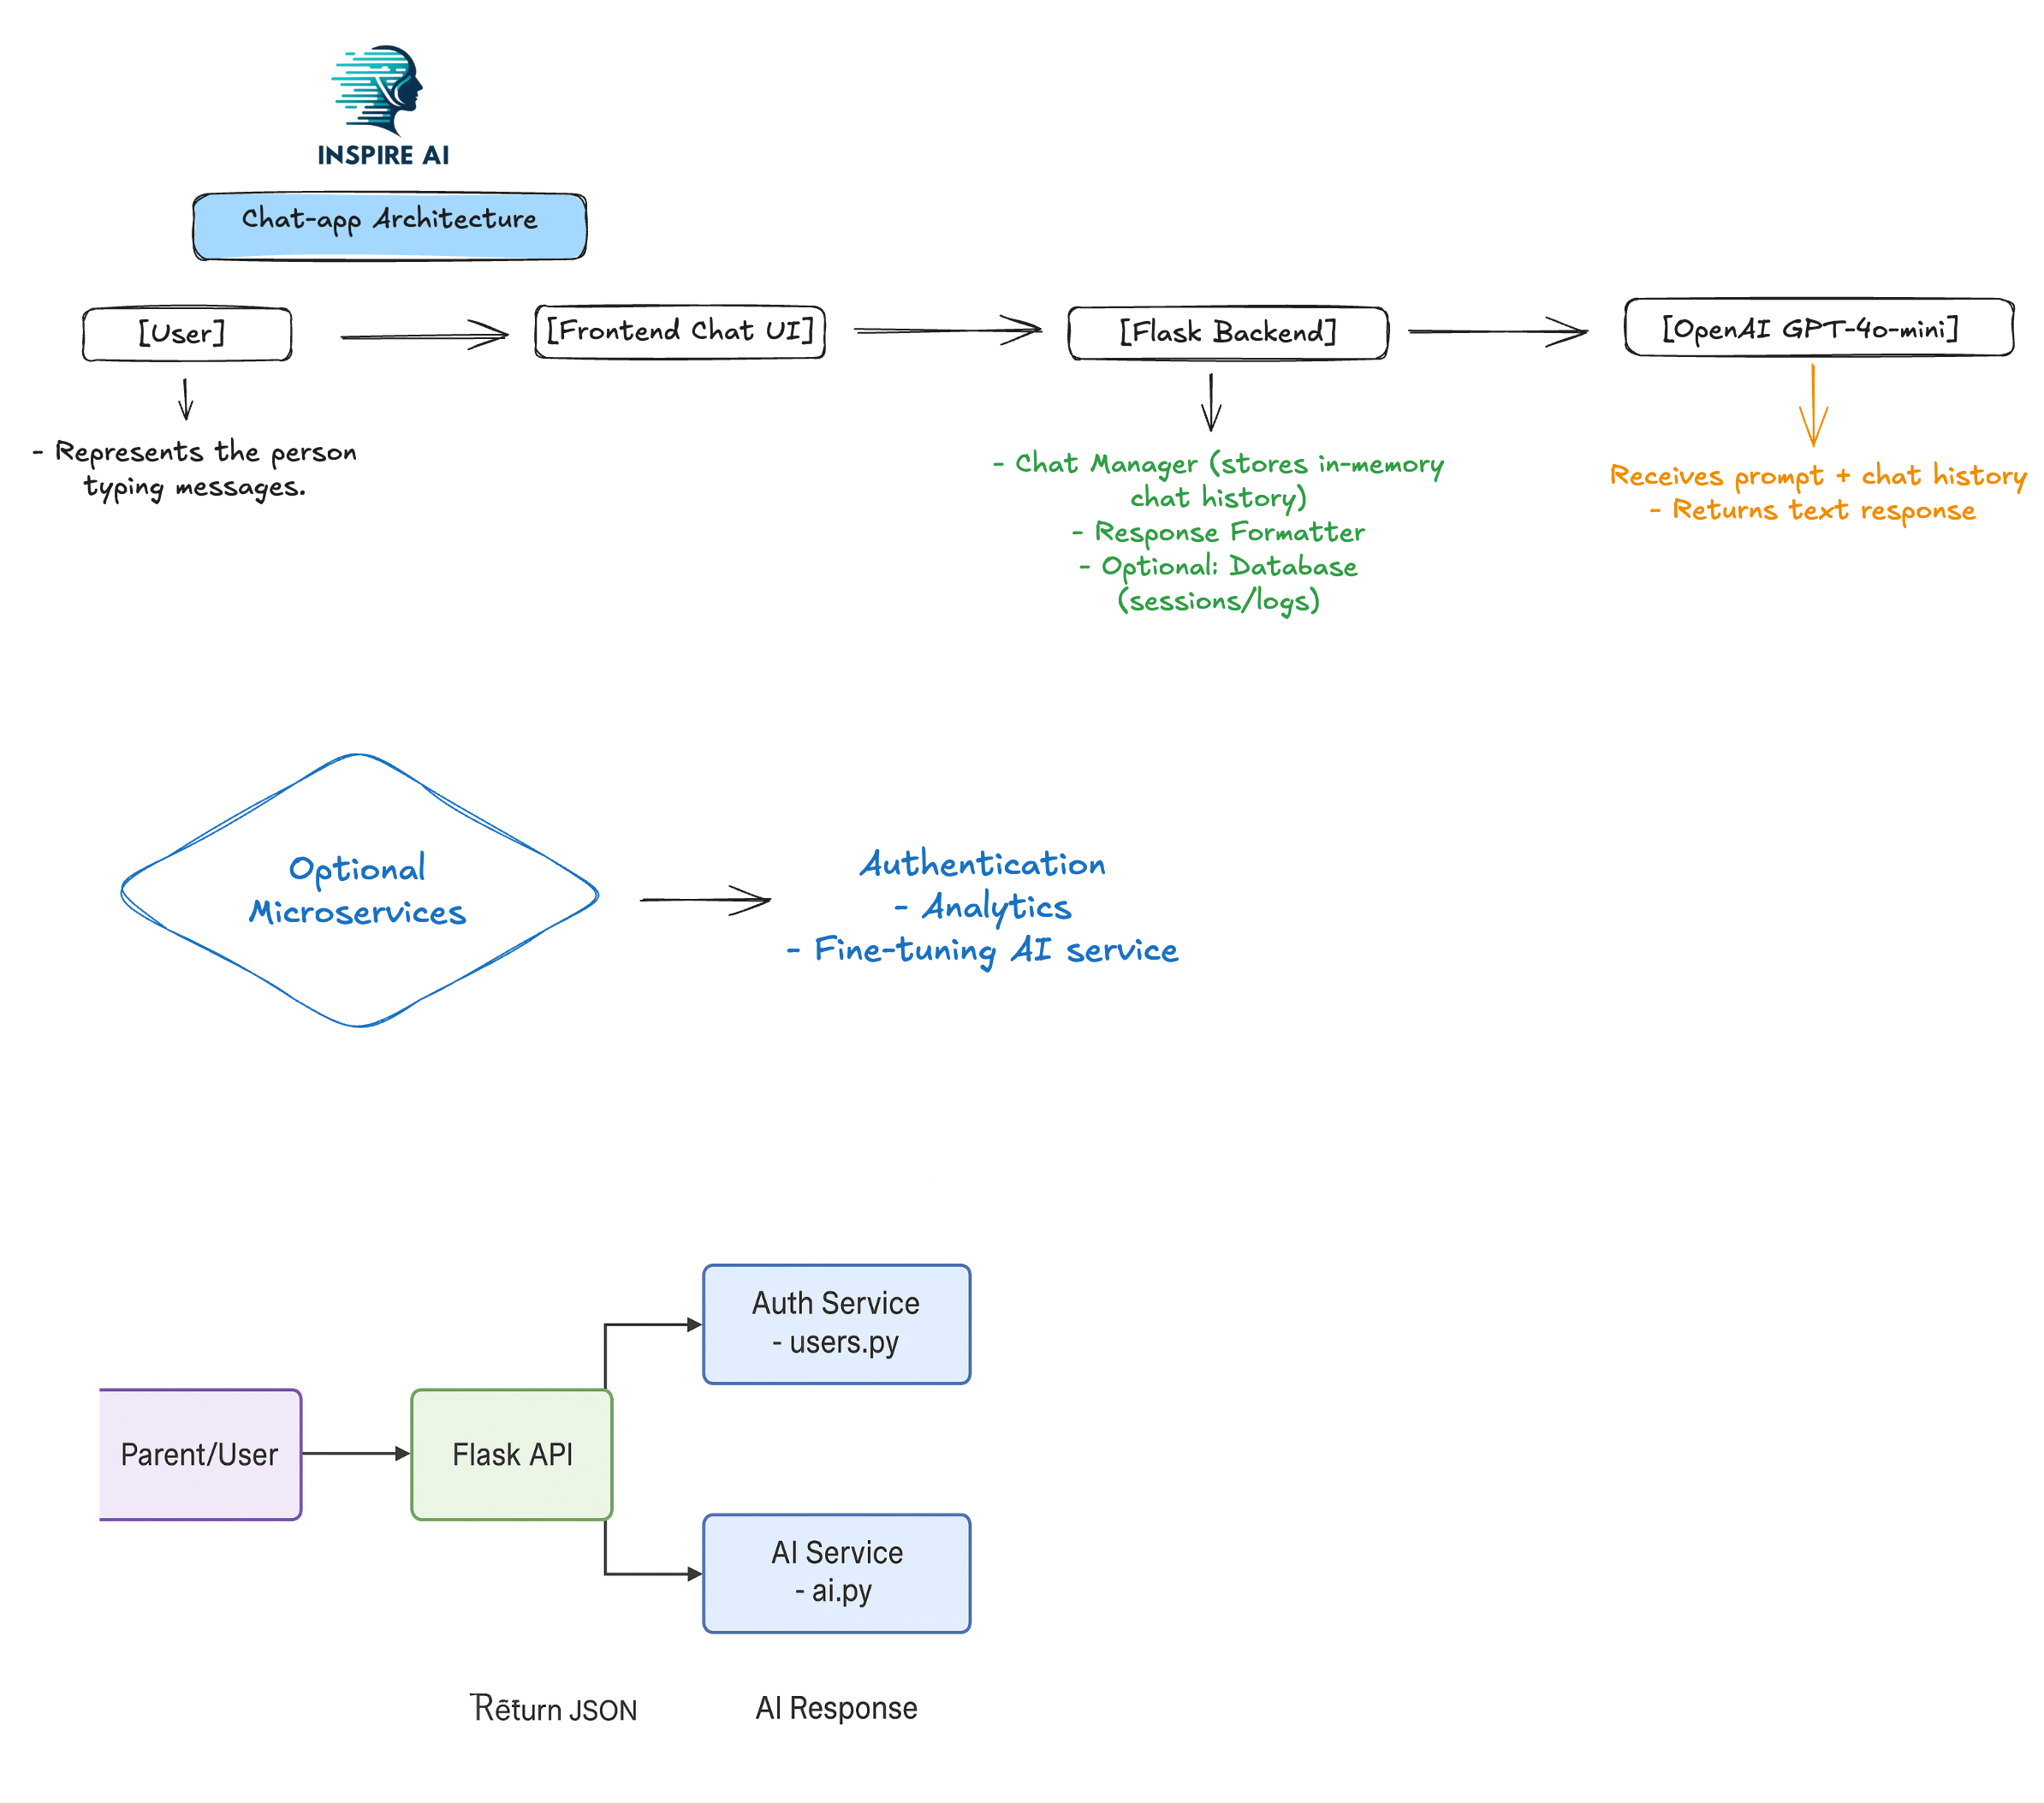 INSPIRE AI
Chat-app Architecture
[User]
[Frontend Chat UI]
[Flask Backend]
[OpenAI GPT-4o-mini]
- Represents the person
typing messages.
- Chat Manager (stores in-memory
chat history)
- Response Formatter
- Optional: Database
(sessions/logs)
Receives prompt + chat history
- Returns text response
Optional
Microservices
Authentication
- Analytics
- Fine-tuning AI service
Auth Service
- users.py
Parent/User
Flask API
AI Service
- ai.py
Return JSON
AI Response